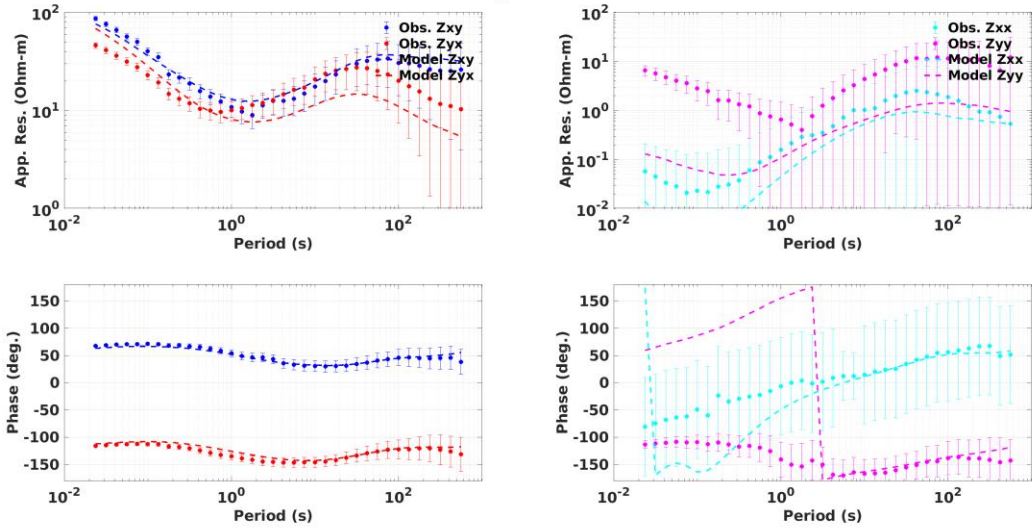 10^2
10^1
10^0
App. Res. (Ohm-m)
Obs. Zxy
Obs. Zyx
Model Zxy
Model Zyx
10^-2
10^0
10^2
Period (s)
10^2
10^1
10^0
10^-1
10^-2
App. Res. (Ohm-m)
Obs. Zxx
Obs. Zyy
Model Zxx
Model Zyy
10^-2
10^0
10^2
Period (s)
150
100
50
0
-50
-100
-150
Phase (deg.)
10^-2
10^0
10^2
Period (s)
150
100
50
0
-50
-100
-150
Phase (deg.)
10^-2
10^0
10^2
Period (s)